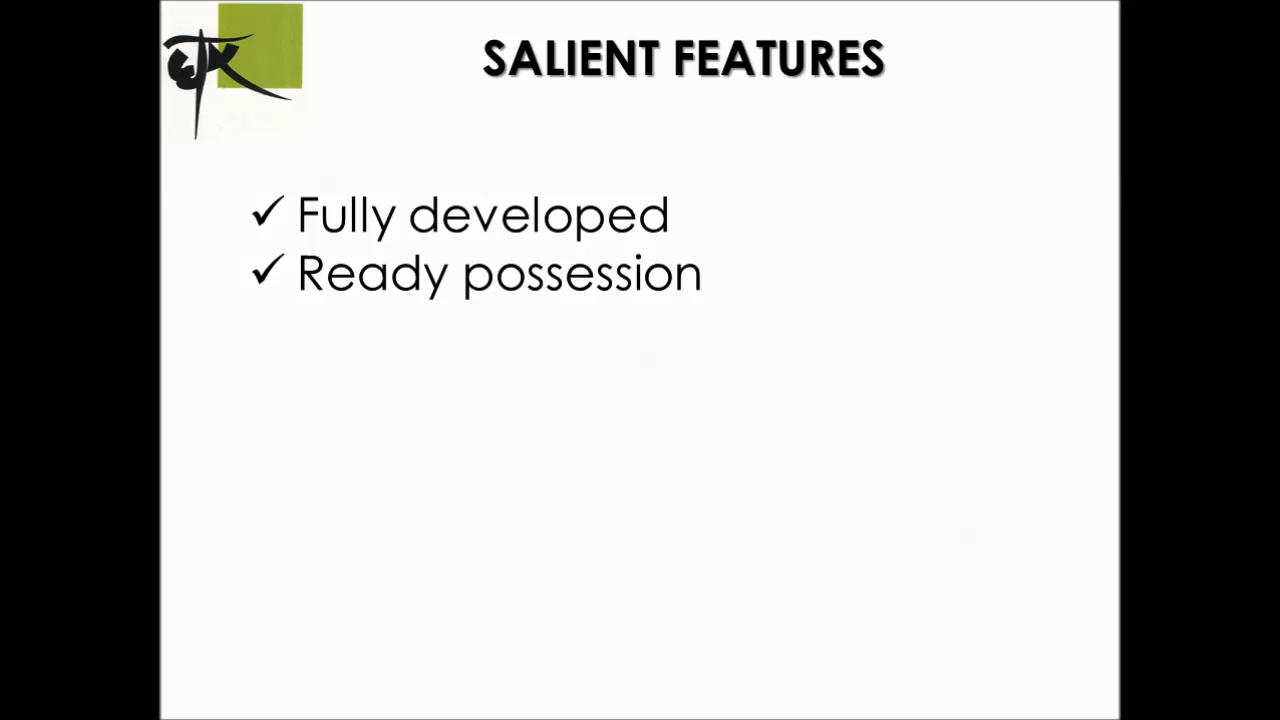 SALIENT FEATURES
✓ Fully developed
✓ Ready possession